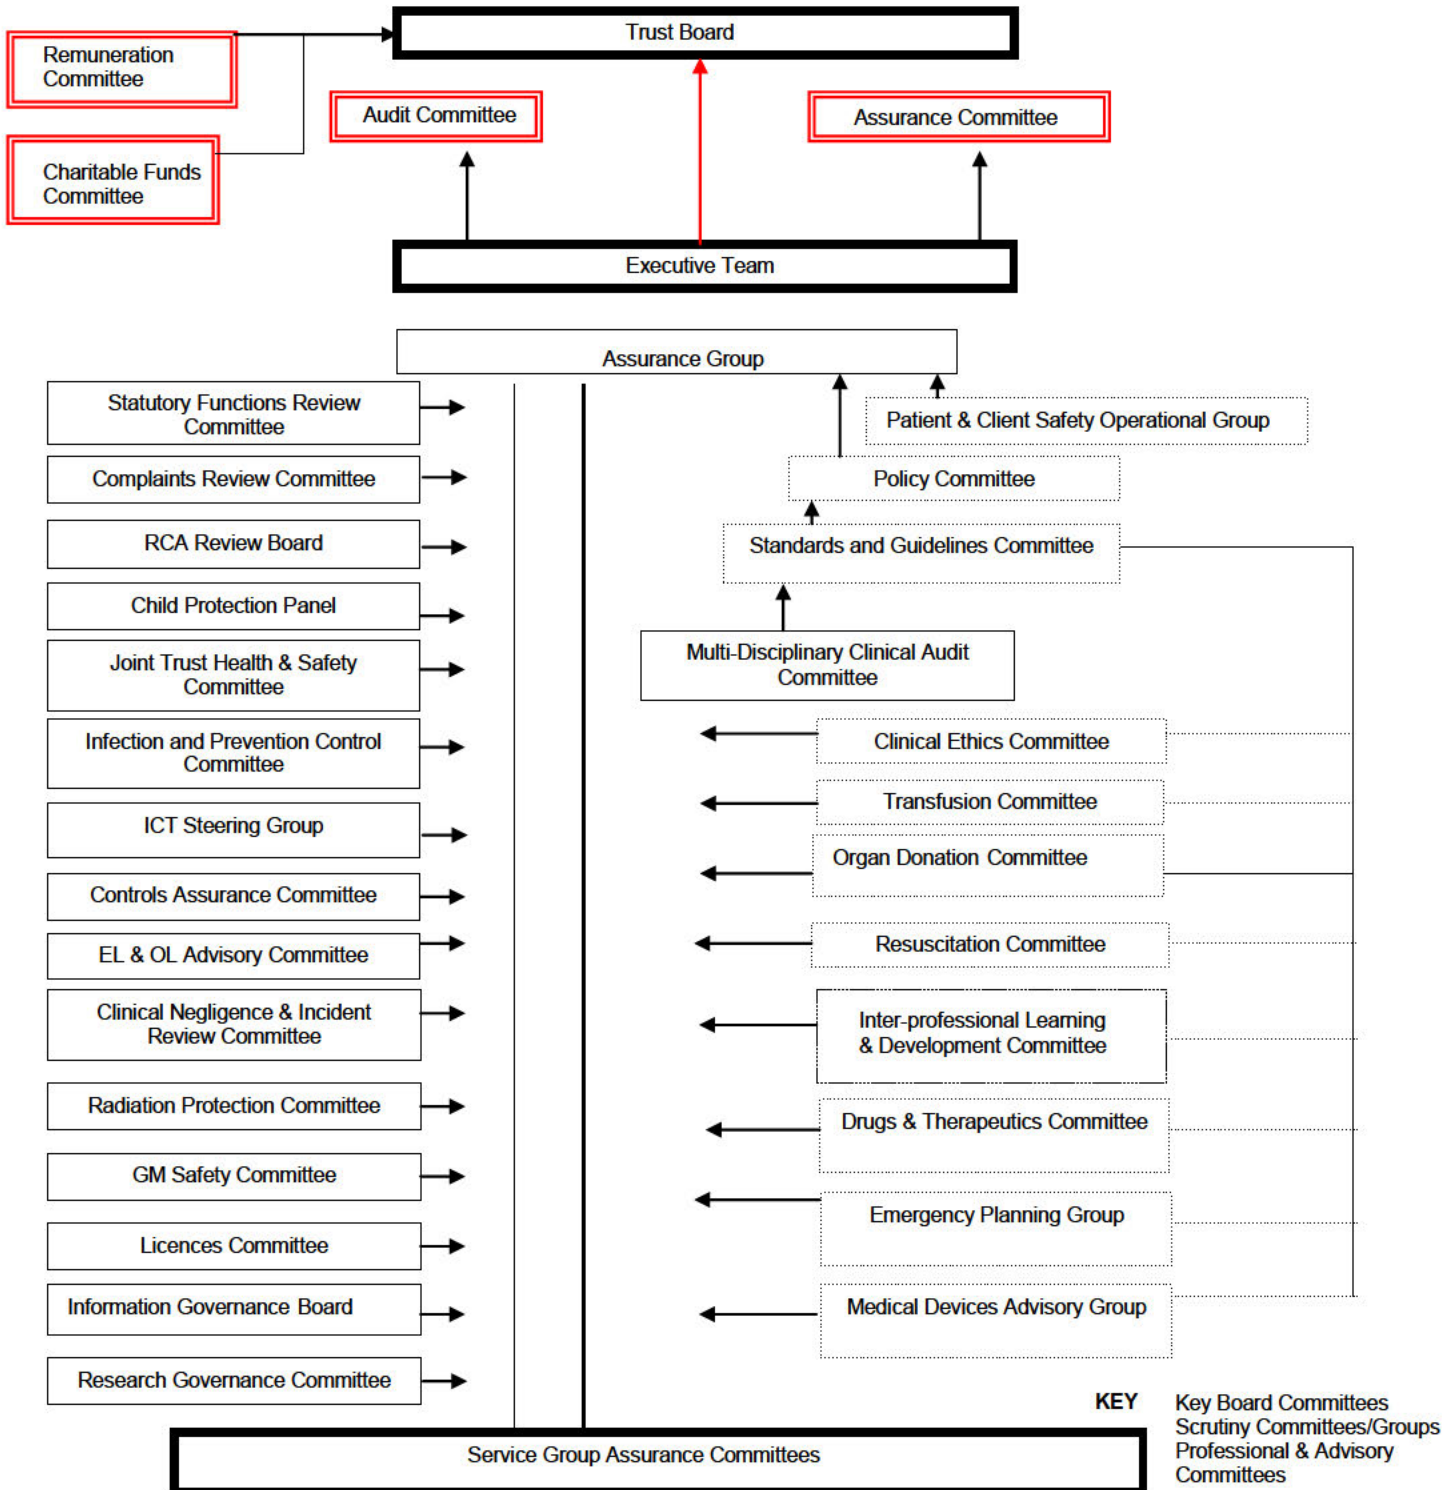 Trust Board
Remuneration
Committee
Audit Committee
Assurance Committee
Charitable Funds
Committee
Executive Team
Assurance Group
Statutory Functions Review
Committee
Complaints Review Committee
RCA Review Board
Child Protection Panel
Joint Trust Health & Safety
Committee
Infection and Prevention Control
Committee
ICT Steering Group
Controls Assurance Committee
EL & OL Advisory Committee
Clinical Negligence & Incident
Review Committee
Radiation Protection Committee
GM Safety Committee
Licences Committee
Information Governance Board
Research Governance Committee
Patient & Client Safety Operational Group
Policy Committee
Standards and Guidelines Committee
Multi-Disciplinary Clinical Audit
Committee
Clinical Ethics Committee
Transfusion Committee
Organ Donation Committee
Resuscitation Committee
Inter-professional Learning
& Development Committee
Drugs & Therapeutics Committee
Emergency Planning Group
Medical Devices Advisory Group
Service Group Assurance Committees
KEY
Key Board Committees
Scrutiny Committees/Groups
Professional & Advisory
Committees